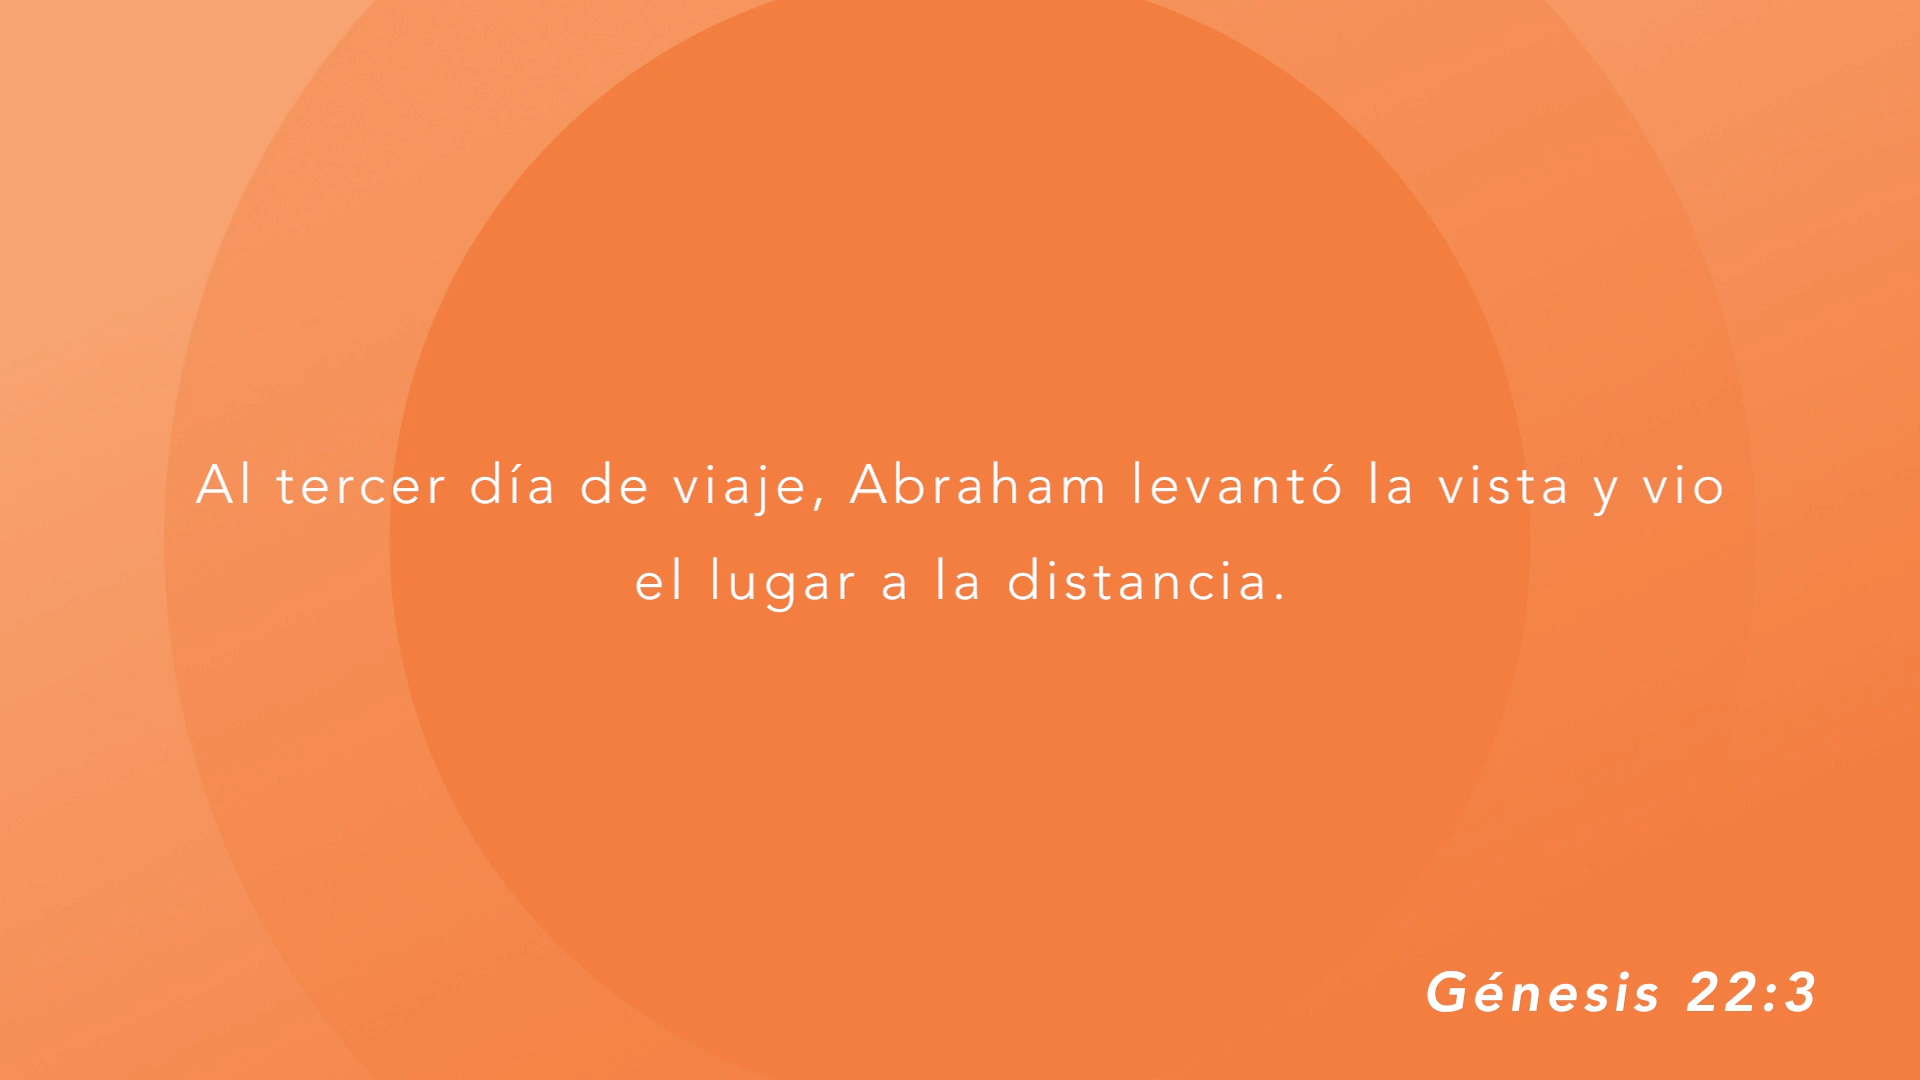 Al tercer día de viaje, Abraham levantó la vista y vio
el lugar a la distancia.
Génesis 22:3